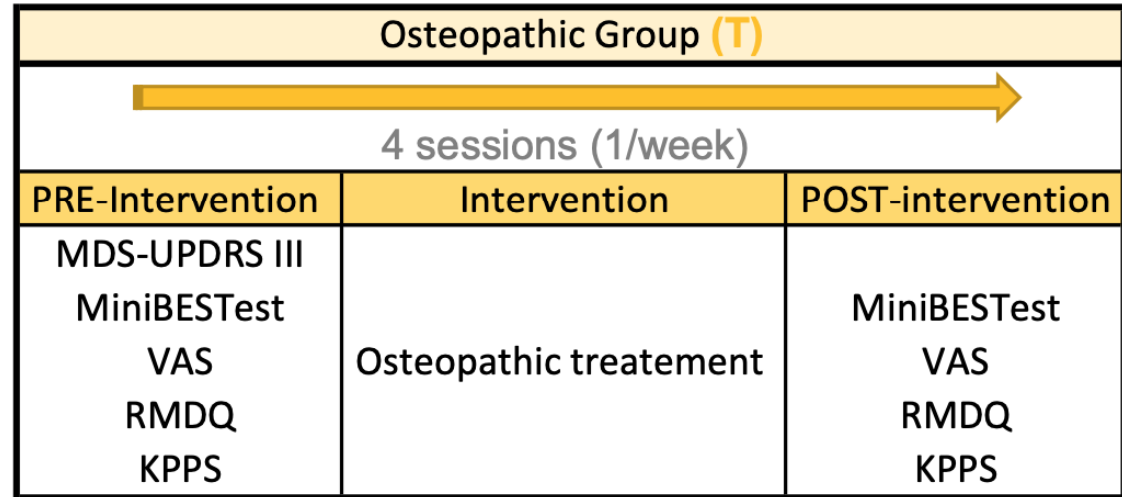 Osteopathic Group (T)
4 sessions (1/week)
PRE-Intervention Intervention POST-intervention
MDS-UPDRS III
MiniBESTest MiniBESTest
VAS Osteopathic treatement VAS
RMDQ RMDQ
KPPS KPPS